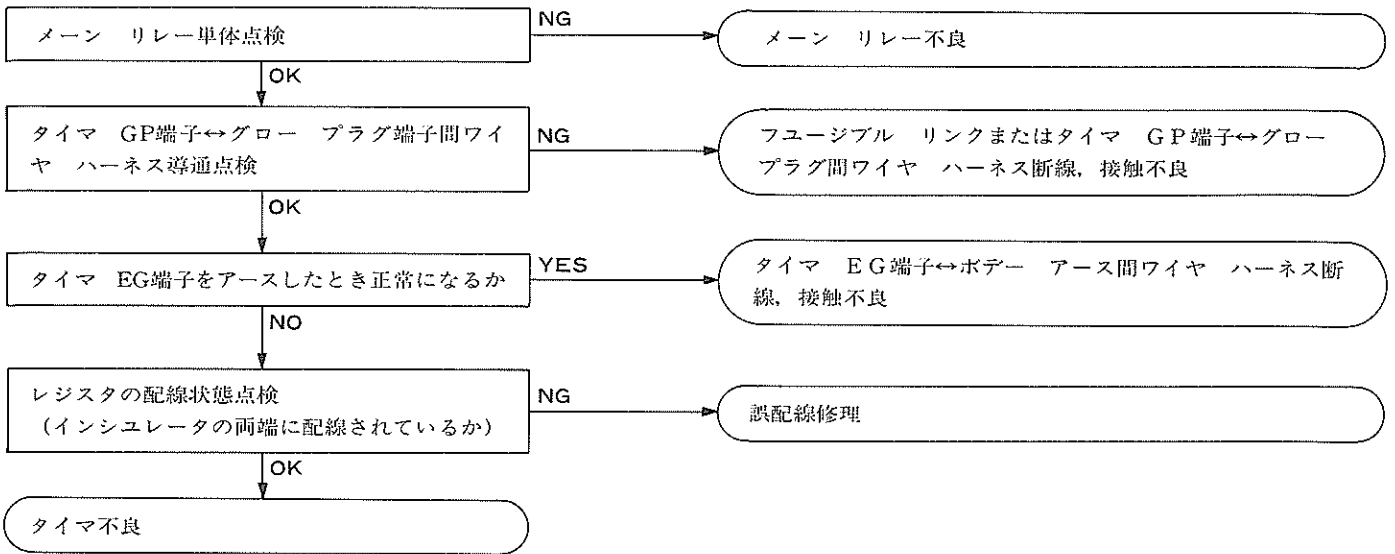 メーン リレー単体点検
NG
メーン リレー不良
OK
タイマ GP端子↔グロー プラグ端子間ワイ
ヤ ハーネス導通点検
NG
フユージブル リンクまたはタイマ GP端子↔グロー
プラグ間ワイヤ ハーネス断線，接触不良
OK
タイマ EG端子をアースしたとき正常になるか
YES
タイマ EG端子↔ボデー アース間ワイヤ ハーネス断
線，接触不良
NO
レジスタの配線状態点検
（インシユレータの両端に配線されているか）
NG
誤配線修理
OK
タイマ不良